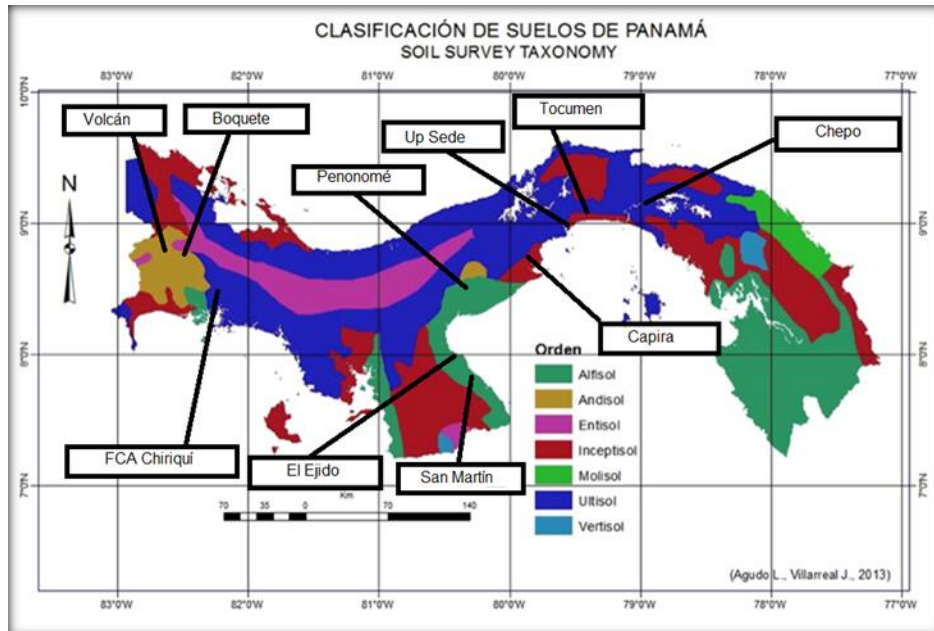 CLASIFICACIÓN DE SUELOS DE PANAMÁ
SOIL SURVEY TAXONOMY
83°0'W 82°0'W 81°0'W 80°0'W 79°0'W 78°0'W 77°0'W
10°0'N
10°0'N
Volcán
Boquete
Penonomé
Up Sede
Tocumen
Chepo
N
9°0'N
9°0'N
8°0'N
8°0'N
7°0'N
7°0'N
Capira
FCA Chiriquí
El Ejido
San Martín
Orden
Alfisol
Andisol
Entisol
Inceptisol
Molisol
Ultisol
Vertisol
Km
70 35 0 70 140
(Agudo L., Villarreal J., 2013)
83°0'W 82°0'W 81°0'W 80°0'W 79°0'W 78°0'W 77°0'W